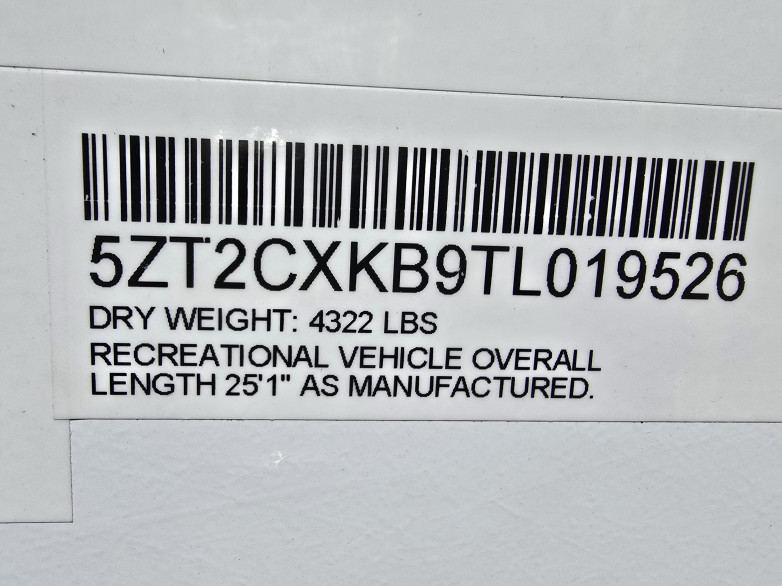 5ZT2CXKB9TL019526
DRY WEIGHT: 4322 LBS
RECREATIONAL VEHICLE OVERALL
LENGTH 25'1" AS MANUFACTURED.